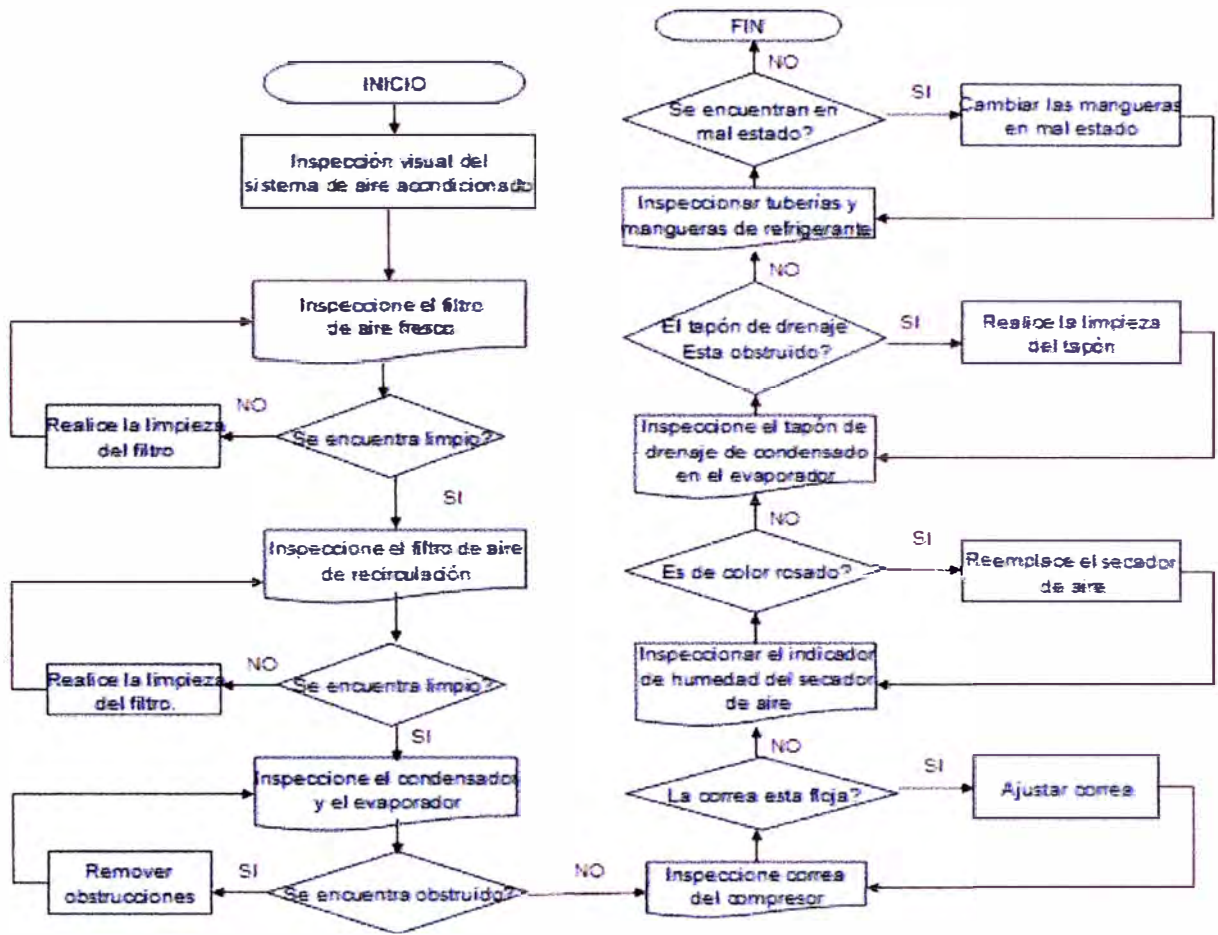 INICIO
Inspección visual del
sistema de aire acondicionado
Inspeccione el filtro
de aire fresco
Se encuentra limpio?
NO
Realice la limpieza
del filtro
SI
Inspeccione el filtro de aire
de recirculación
Se encuentra limpio?
NO
Realice la limpieza
del filtro.
SI
Inspeccione el condensador
y el evaporador
Se encuentra obstruido?
SI
Remover
obstrucciones
NO
Inspeccione correa
del compresor
La correa esta floja?
SI
Ajustar correa
NO
Inspeccionar el indicador
de humedad del secador
de aire
Es de color rosado?
SI
Reemplace el secador
de aire
NO
Inspeccione el tapón de
drenaje de condensado
en el evaporador
El tapón de drenaje
Esta obstruido?
SI
Realice la limpieza
del tapón
NO
Inspeccionar tuberías y
mangueras de refrigerante
Se encuentran en
mal estado?
SI
Cambiar las mangueras
en mal estado
NO
FIN